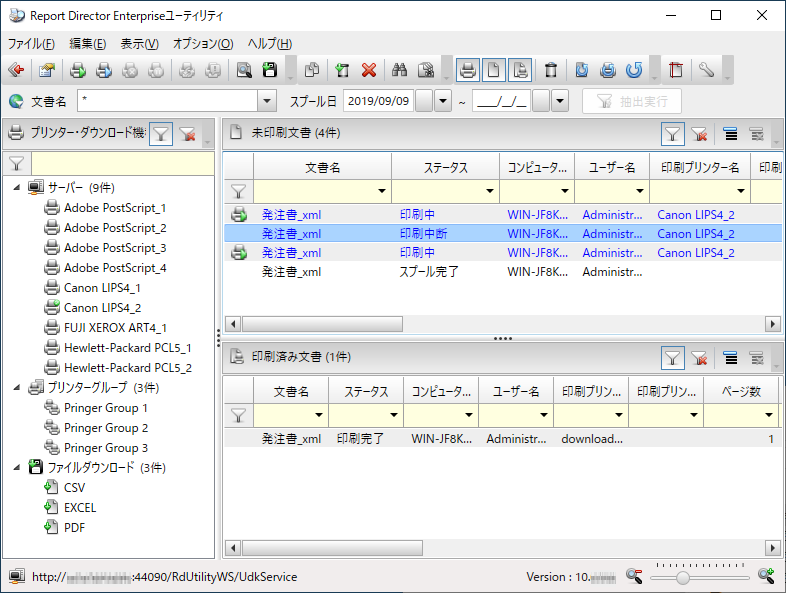 Report Director Enterpriseユーティリティ
ファイル(F) 編集(E) 表示(V) オプション(O) ヘルプ(H)
文書名 * スプール日 2019/09/09 ~ ___/__/__ 抽出実行
プリンター・ダウンロード機
サーバー (9件)
Adobe PostScript_1
Adobe PostScript_2
Adobe PostScript_3
Adobe PostScript_4
Canon LIPS4_1
Canon LIPS4_2
FUJI XEROX ART4_1
Hewlett-Packard PCL5_1
Hewlett-Packard PCL5_2
プリンターグループ (3件)
Pringer Group 1
Pringer Group 2
Pringer Group 3
ファイルダウンロード (3件)
CSV
EXCEL
PDF
未印刷文書 (4件)
文書名 ステータス コンピュータ... ユーザー名 印刷プリンター名 印刷
発注書_xml 印刷中 WIN-JF8K... Administr... Canon LIPS4_2
発注書_xml 印刷中断 WIN-JF8K... Administr... Canon LIPS4_2
発注書_xml 印刷中 WIN-JF8K... Administr... Canon LIPS4_2
発注書_xml スプール完了 WIN-JF8K... Administr...
印刷済み文書 (1件)
文書名 ステータス コンピュータ... ユーザー名 印刷プリン... 印刷プリン... ページ数
発注書_xml 印刷完了 WIN-JF8K... Administr... download... 1
http:// :44090/RdUtilityWS/UdkService Version : 10.